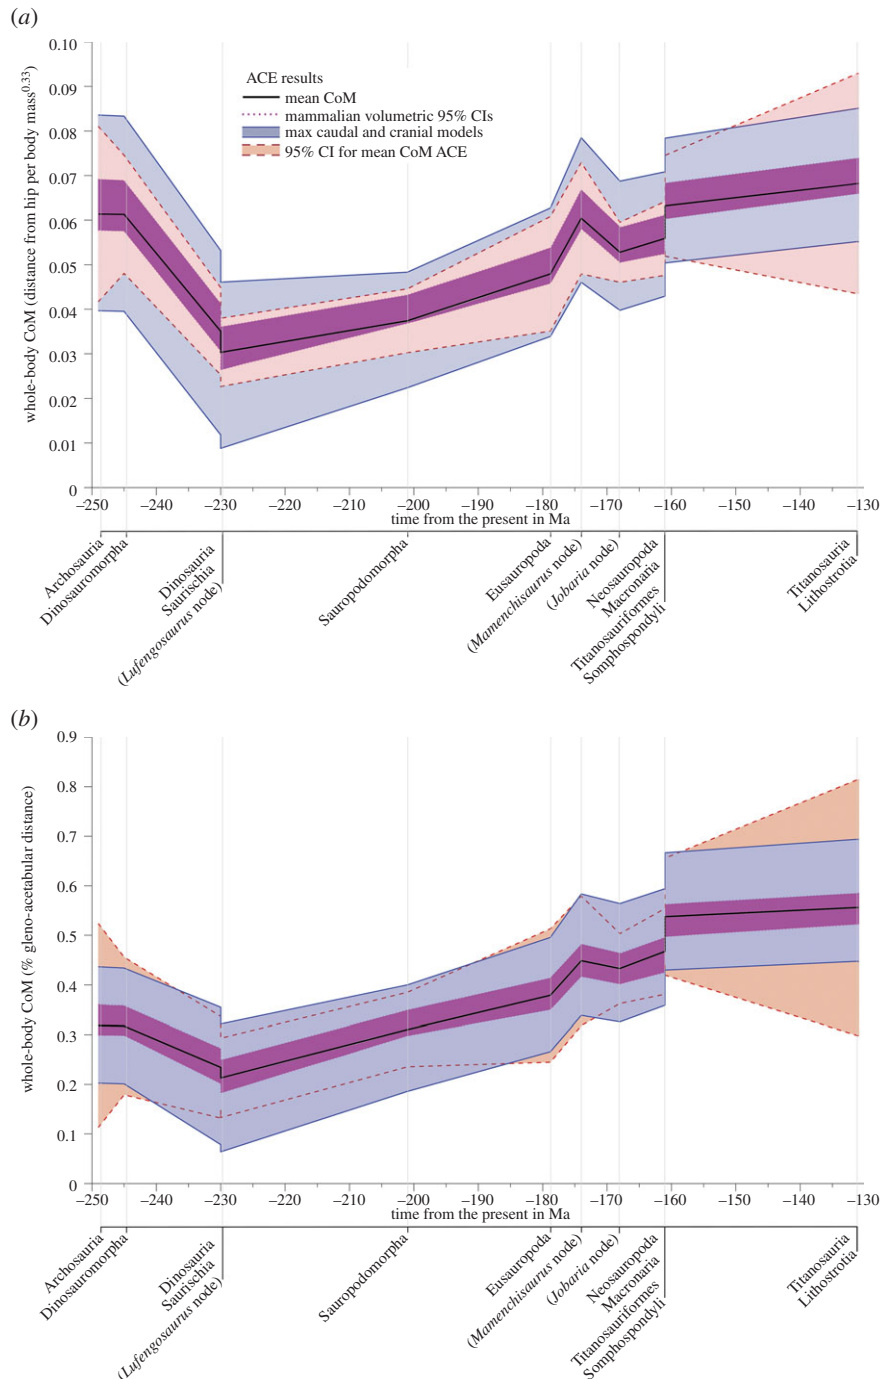 (a)
0.10
0.09
0.08
0.07
0.06
0.05
0.04
0.03
0.02
0.01
0
whole-body CoM (distance from hip per body mass^0.33)
ACE results
mean CoM
mammalian volumetric 95% CIs
max caudal and cranial models
95% CI for mean CoM ACE
–250 –240 –230 –220 –210 –200 –190 –180 –170 –160 –150 –140 –130
time from the present in Ma
Archosauria
Dinosauromorpha
Dinosauria
Saurischia
(Lufengosaurus node)
Sauropodomorpha
Eusauropoda
(Mamenchisaurus node)
(Jobaria node)
Neosauropoda
Macronaria
Titanosauriformes
Somphospondyli
Titanosauria
Lithostrotia
(b)
0.9
0.8
0.7
0.6
0.5
0.4
0.3
0.2
0.1
0
whole-body CoM (% gleno-acetabular distance)
–250 –240 –230 –220 –210 –200 –190 –180 –170 –160 –150 –140 –130
time from the present in Ma
Archosauria
Dinosauromorpha
Dinosauria
Saurischia
(Lufengosaurus node)
Sauropodomorpha
Eusauropoda
(Mamenchisaurus node)
(Jobaria node)
Neosauropoda
Macronaria
Titanosauriformes
Somphospondyli
Titanosauria
Lithostrotia